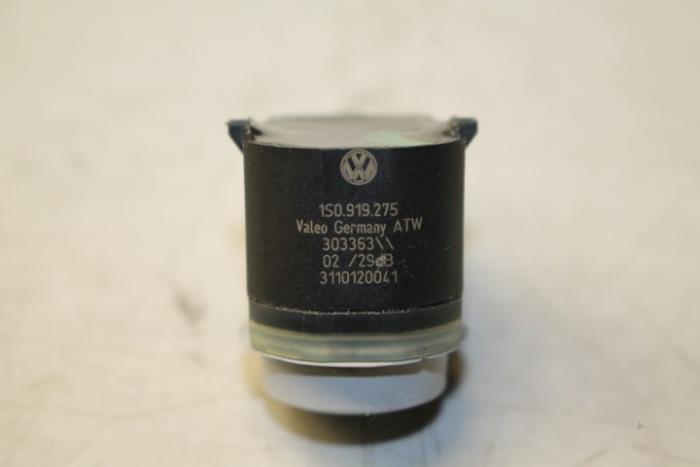 1S0.919.275
Valeo Germany ATW
303363\\
02 /29dB
3110120041